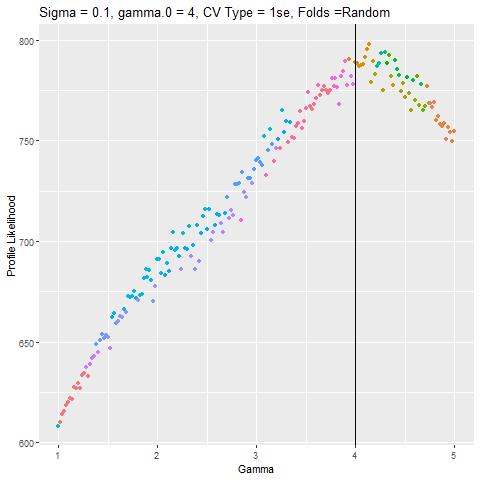 Sigma = 0.1, gamma.0 = 4, CV Type = 1se, Folds =Random
800
750
700
650
600
Profile Likelihood
1 2 3 4 5
Gamma